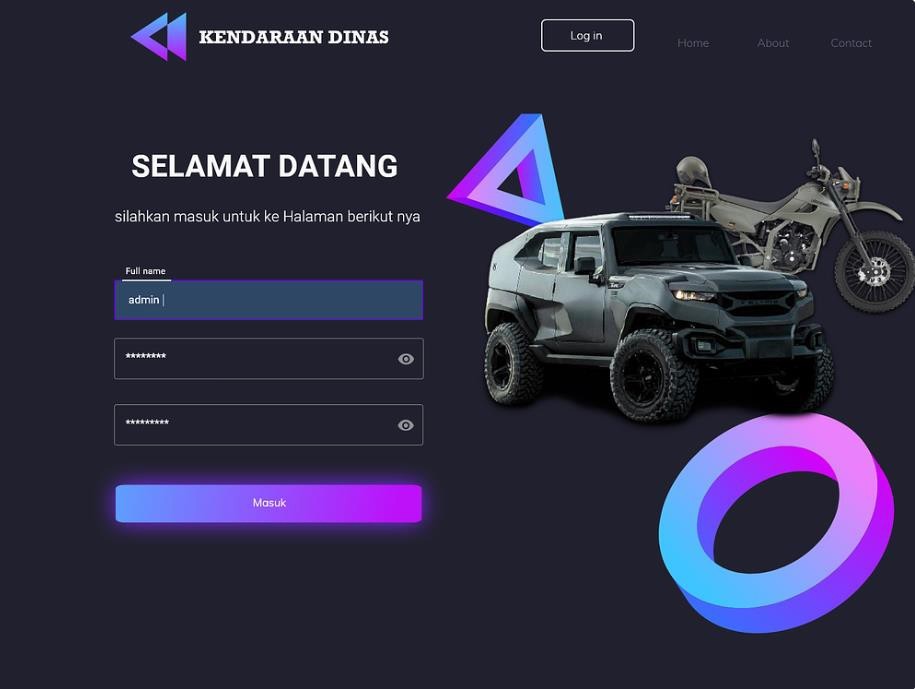 KENDARAAN DINAS
Log in
Home
About
Contact
SELAMAT DATANG
silahkan masuk untuk ke Halaman berikut nya
Full name
admin
********
*********
Masuk